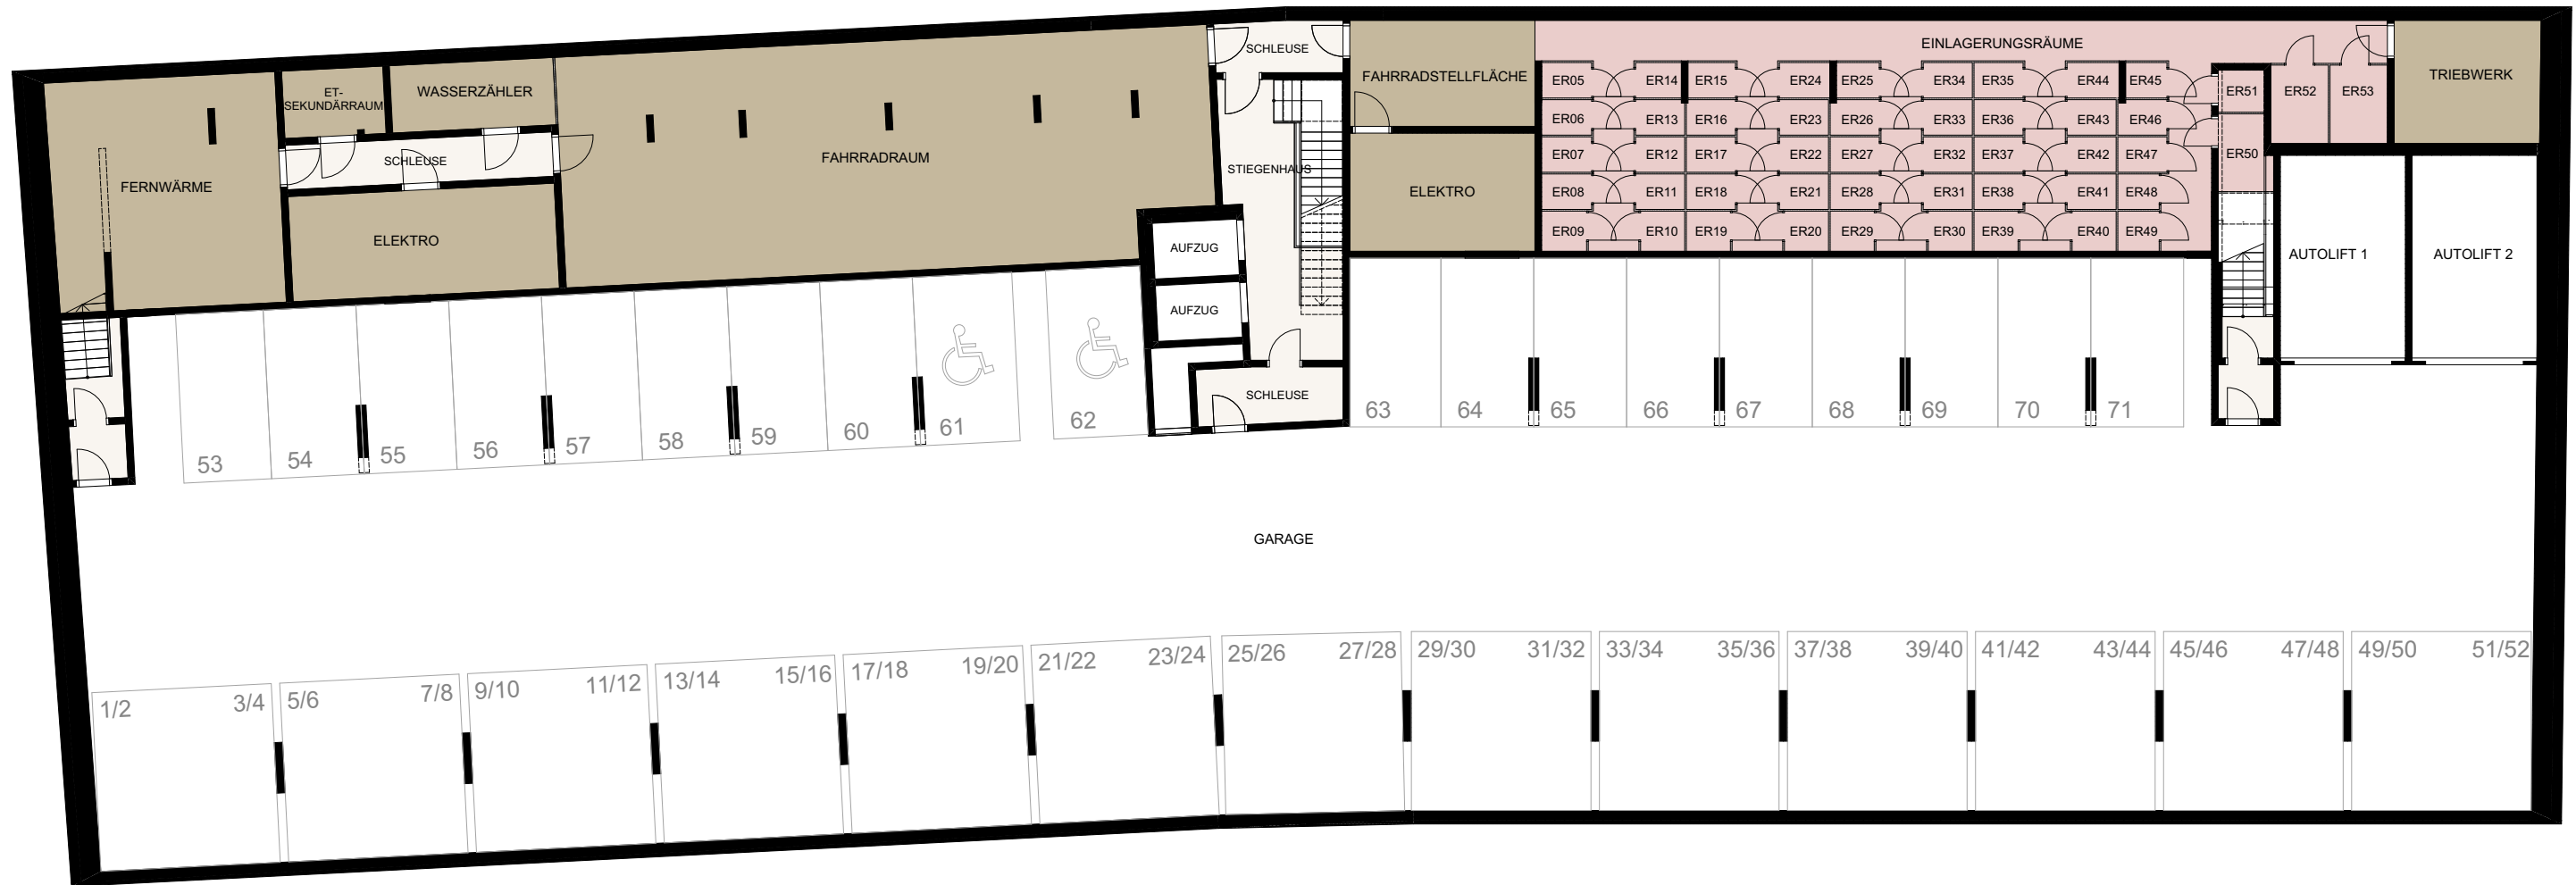 SCHLEUSE
EINLAGERUNGSRÄUME
FAHRRADSTELLFLÄCHE
TRIEBWERK
ET-
SEKUNDÄRRAUM
WASSERZÄHLER
FERNWÄRME
SCHLEUSE
FAHRRADRAUM
ELEKTRO
STIEGENHAUS
ELEKTRO
AUFZUG
AUFZUG
SCHLEUSE
ER05 ER14 ER15 ER24 ER25 ER34 ER35 ER44 ER45
ER06 ER13 ER16 ER23 ER26 ER33 ER36 ER43 ER46
ER07 ER12 ER17 ER22 ER27 ER32 ER37 ER42 ER47
ER08 ER11 ER18 ER21 ER28 ER31 ER38 ER41 ER48
ER09 ER10 ER19 ER20 ER29 ER30 ER39 ER40 ER49
ER51 ER52 ER53
ER50
AUTOLIFT 1
AUTOLIFT 2
53 54 55 56 57 58 59 60 61 62
63 64 65 66 67 68 69 70 71
GARAGE
1/2 3/4 5/6 7/8 9/10 11/12 13/14 15/16 17/18 19/20 21/22 23/24 25/26 27/28 29/30 31/32 33/34 35/36 37/38 39/40 41/42 43/44 45/46 47/48 49/50 51/52